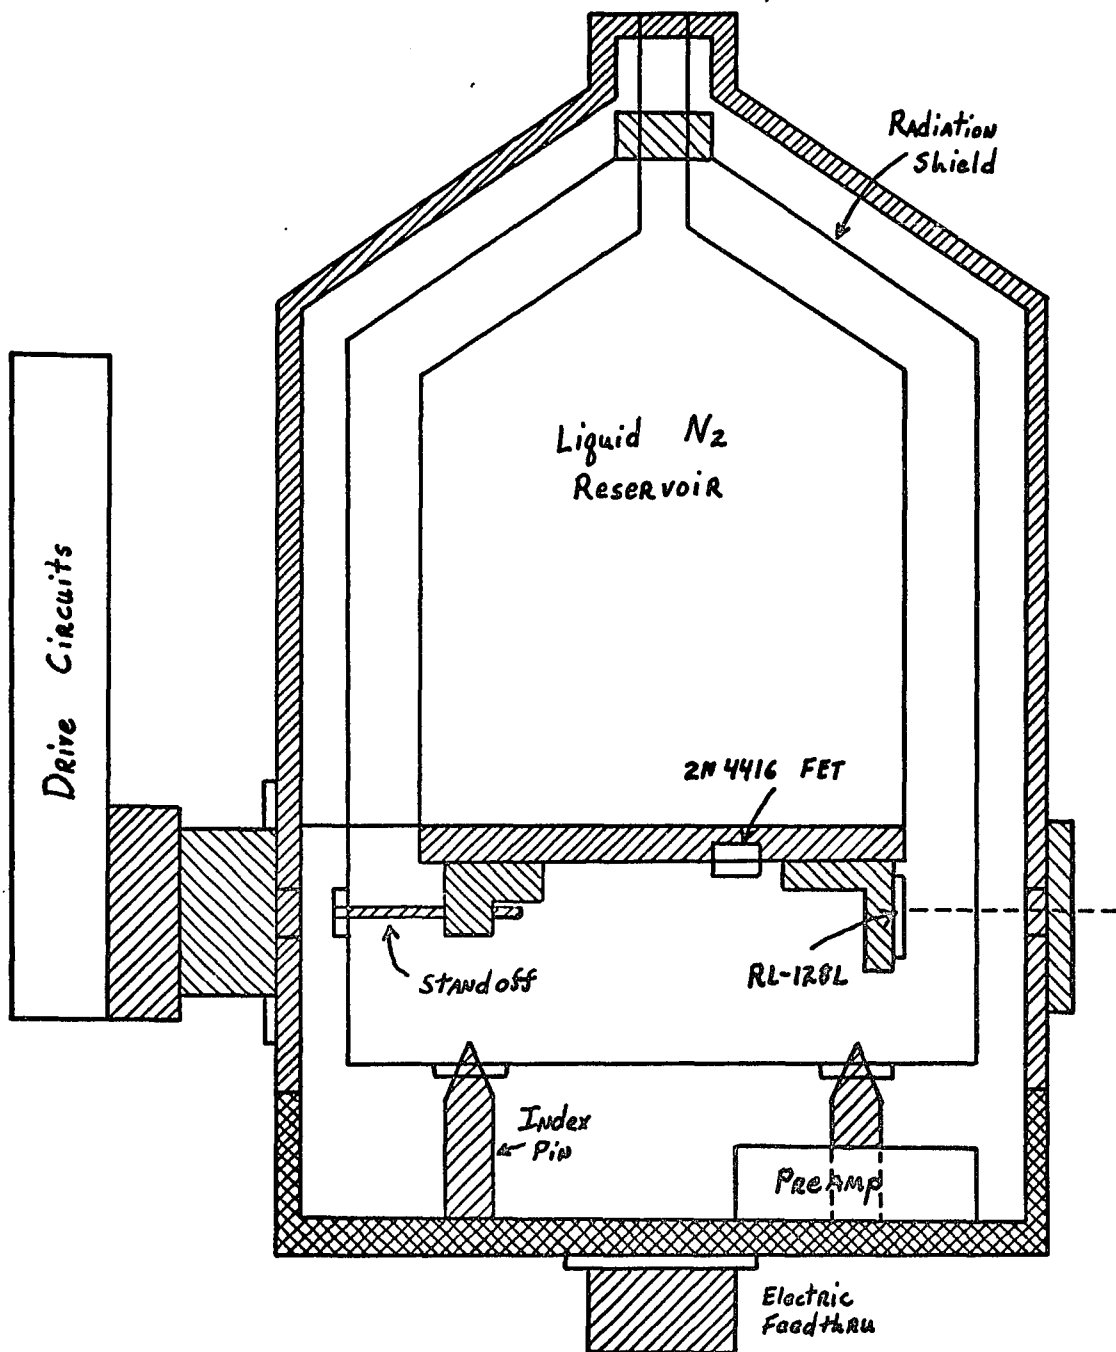 Radiation
Shield
Liquid N2
Reservoir
Drive Circuits
2N 4416 FET
Standoff
RL-128L
Index
Pin
PreAmp
Electric
Feedthru